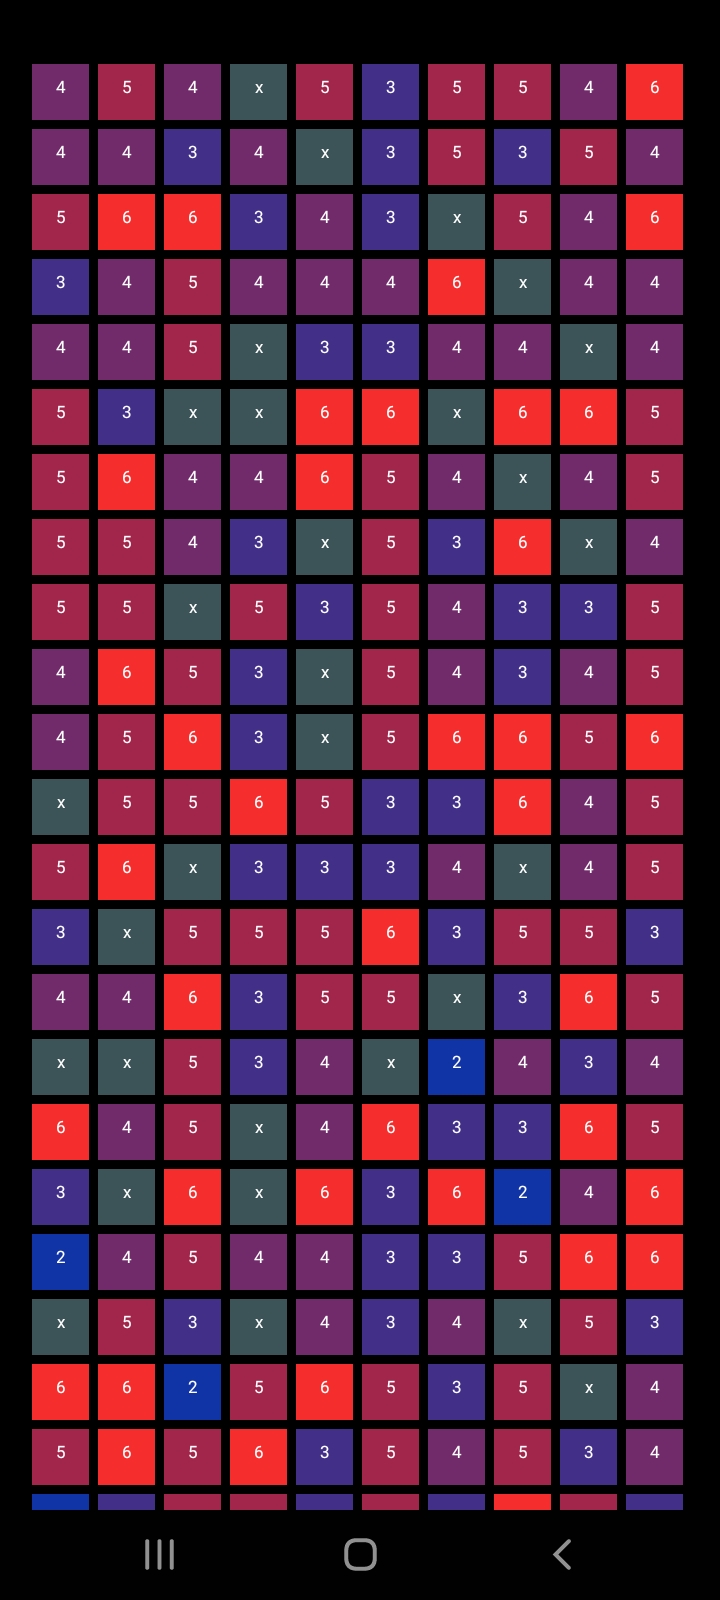 4 5 4 x 5 3 5 5 4 6
4 4 3 4 x 3 5 3 5 4
5 6 6 3 4 3 x 5 4 6
3 4 5 4 4 4 6 x 4 4
4 4 5 x 3 3 4 4 x 4
5 3 x x 6 6 x 6 6 5
5 6 4 4 6 5 4 x 4 5
5 5 4 3 x 5 3 6 x 4
5 5 x 5 3 5 4 3 3 5
4 6 5 3 x 5 4 3 4 5
4 5 6 3 x 5 6 6 5 6
x 5 5 6 5 3 3 6 4 5
5 6 x 3 3 3 4 x 4 5
3 x 5 5 5 6 3 5 5 3
4 4 6 3 5 5 x 3 6 5
x x 5 3 4 x 2 4 3 4
6 4 5 x 4 6 3 3 6 5
3 x 6 x 6 3 6 2 4 6
2 4 5 4 4 3 3 5 6 6
x 5 3 x 4 3 4 x 5 3
6 6 2 5 6 5 3 5 x 4
5 6 5 6 3 5 4 5 3 4